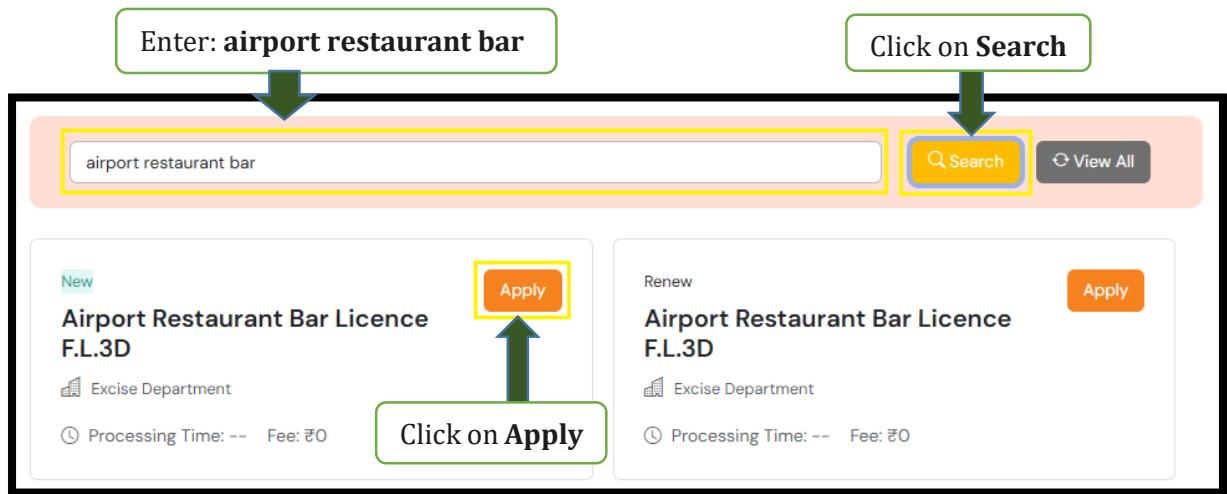 Enter: airport restaurant bar
Click on Search
airport restaurant bar
Search
View All
New
Apply
Airport Restaurant Bar Licence
F.L.3D
Excise Department
Processing Time: -- Fee: ₹0
Click on Apply
Renew
Apply
Airport Restaurant Bar Licence
F.L.3D
Excise Department
Processing Time: -- Fee: ₹0